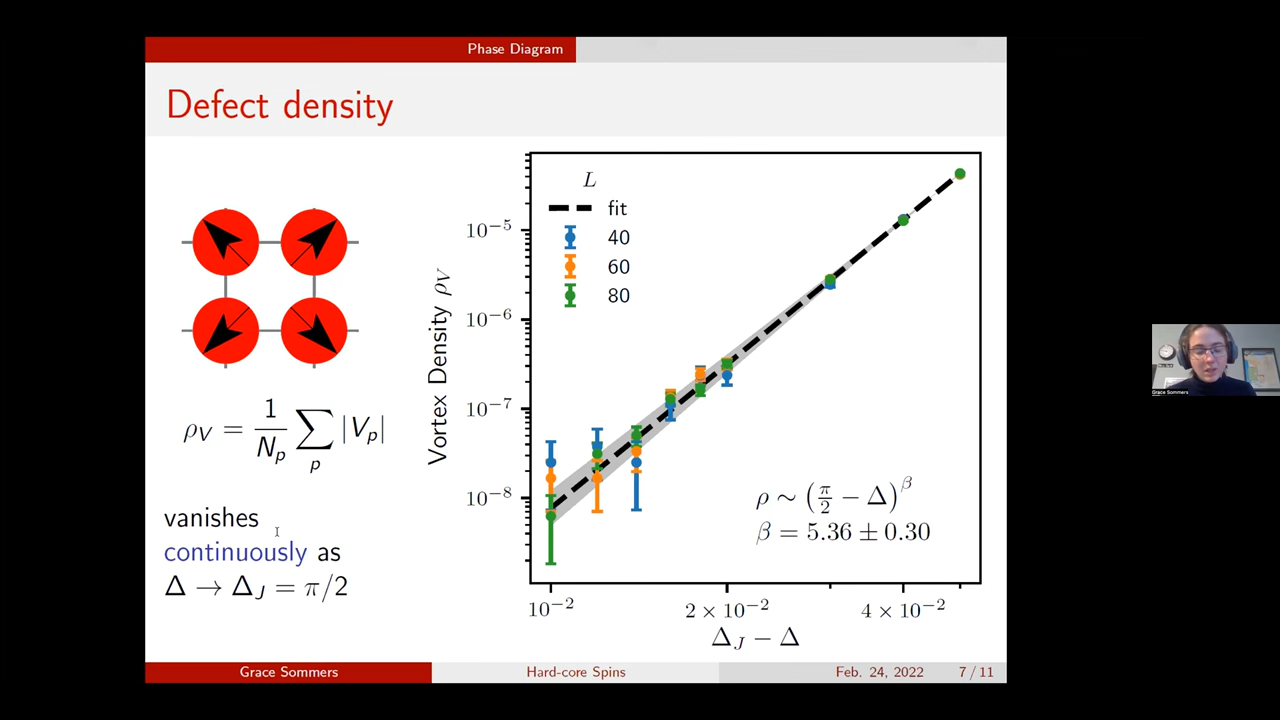 Phase Diagram
Defect density
ρ_V = 1/N_p ∑_p |V_p|
vanishes
continuously as
Δ → Δ_J = π/2
Vortex Density ρ_V
10^−5
10^−6
10^−7
10^−8
L
fit
40
60
80
ρ ∼ (π/2 − Δ)^β
β = 5.36 ± 0.30
10^−2
2 × 10^−2
4 × 10^−2
Δ_J − Δ
Grace Sommers
Hard-core Spins
Feb. 24, 2022
7 / 11
Grace Sommers